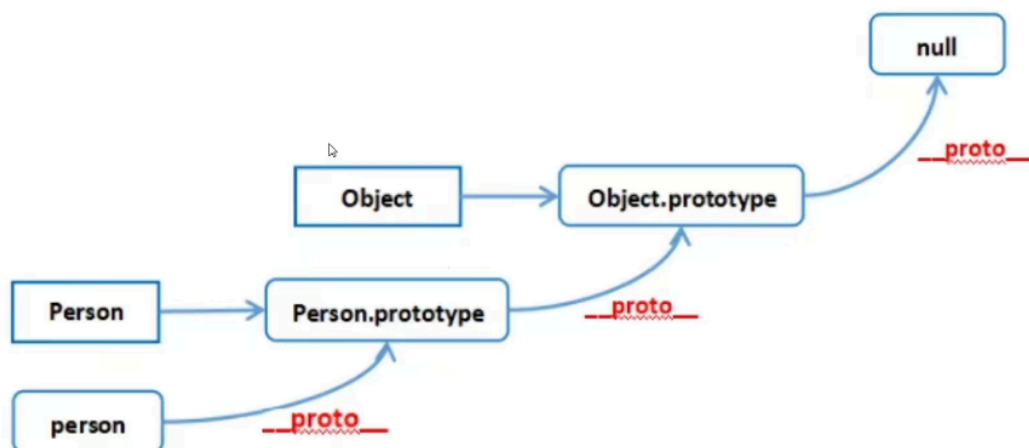 null
__proto__
Object
Object.prototype
__proto__
Person
Person.prototype
__proto__
person